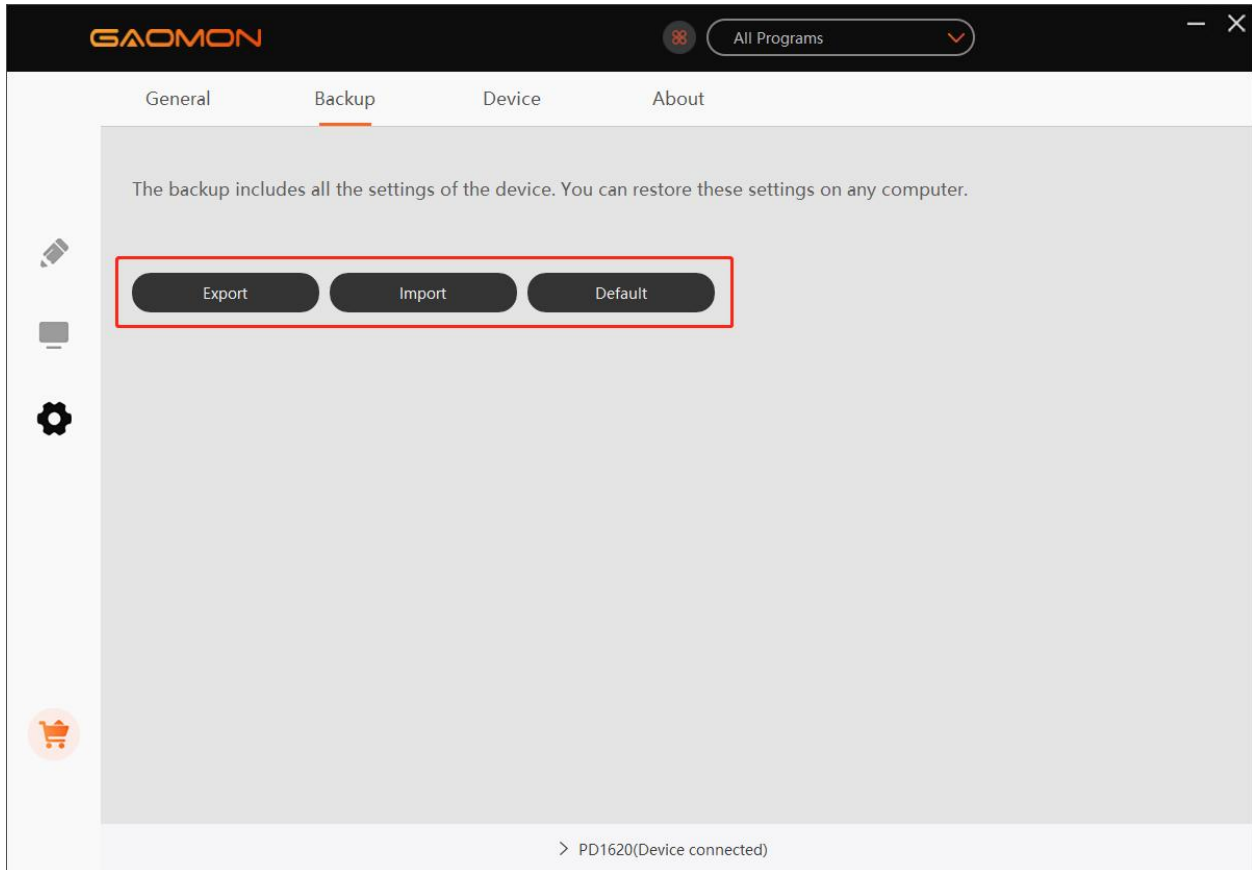 GAOMON
All Programs
General Backup Device About
The backup includes all the settings of the device. You can restore these settings on any computer.
Export Import Default
PD1620(Device connected)